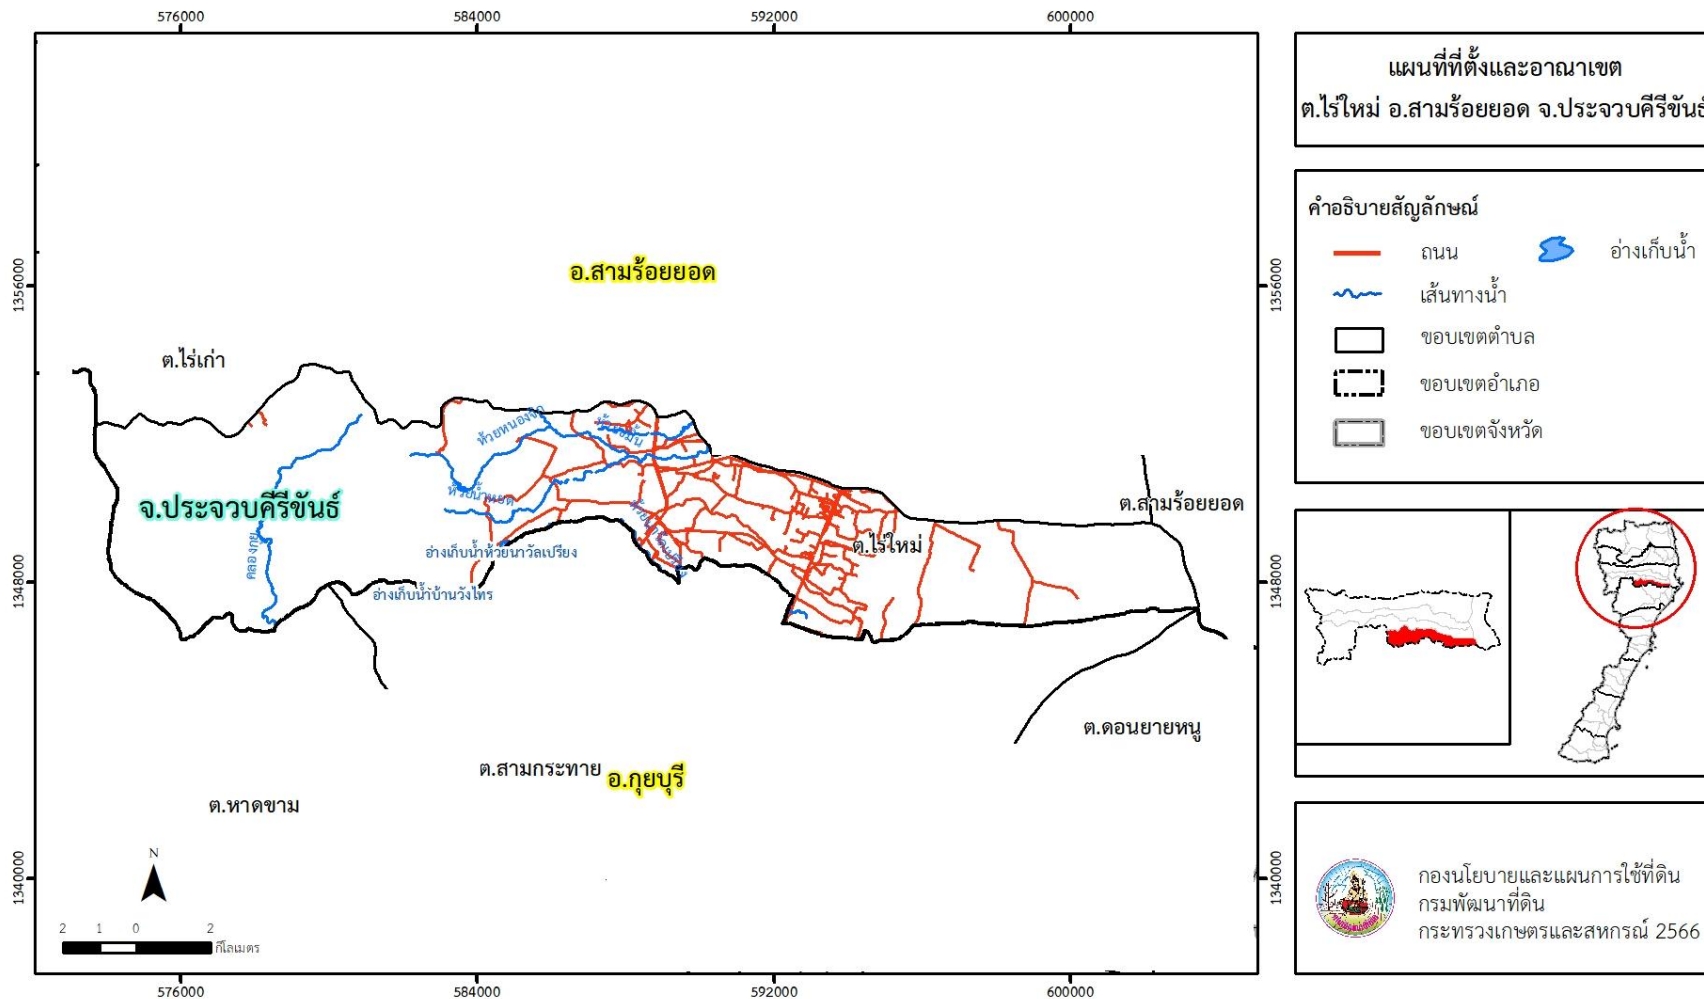 576000
584000
592000
600000
แผนที่ที่ตั้งและอาณาเขต
ต.ไร่ใหม่ อ.สามร้อยยอด จ.ประจวบคีรีขันธ์
คำอธิบายสัญลักษณ์
ถนน
อ่างเก็บน้ำ
เส้นทางน้ำ
ขอบเขตตำบล
ขอบเขตอำเภอ
ขอบเขตจังหวัด
1356000
1356000
อ.สามร้อยยอด
ต.ไร่เก่า
ห้วยหนองจิก
ห้วยน้ำหยด
จ.ประจวบคีรีขันธ์
ต.สามร้อยยอด
ต.ไร่ใหม่
คลองกุย
อ่างเก็บน้ำห้วยนาวัลเปรียง
อ่างเก็บน้ำบ้านวังไทร
1348000
1348000
ต.ดอนยายหนู
ต.สามกระทาย
อ.กุยบุรี
ต.หาดขาม
N
1340000
1340000
2 1 0 2
กิโลเมตร
กองนโยบายและแผนการใช้ที่ดิน
กรมพัฒนาที่ดิน
กระทรวงเกษตรและสหกรณ์ 2566
576000
584000
592000
600000